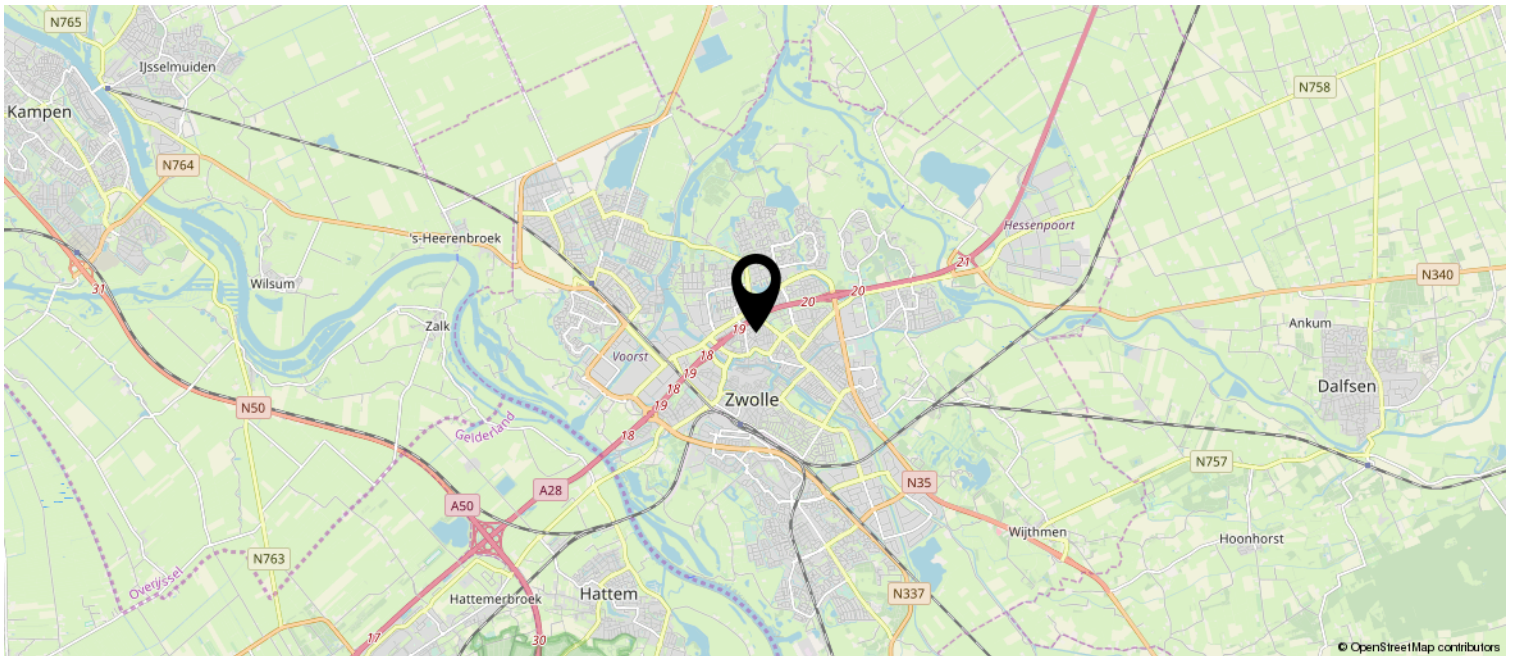 N765
IJsselmuiden
Kampen
N758
N764
Hessenpoort
's-Heerenbroek
21
N340
Wilsum
31
20
20
Zalk
19
Ankum
Voorst
18
19
18
Dalfsen
Zwolle
19
N50
Gelderland
18
N757
N35
A28
A50
Wijthmen
Hoonhorst
N763
Overijssel
Hattemerbroek
Hattem
N337
17
30
© OpenStreetMap contributors